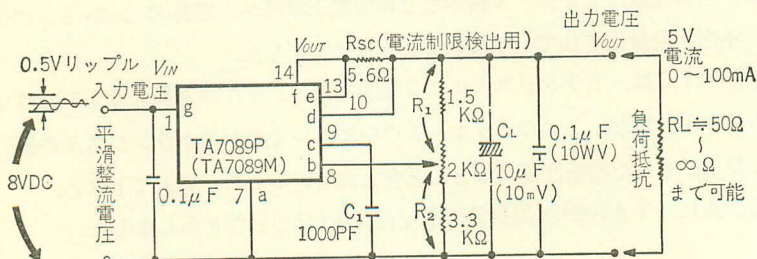 0.5Vリップル
8VDC
入力電圧
VIN
平滑整流電圧
0.1μF
1
g
14
f
e
13
d
10
c
9
b
8
7
a
TA7089P
(TA7089M)
VOUT
Rsc(電流制限検出用)
5.6Ω
C1
1000PF
R1
1.5
KΩ
2KΩ
R2
3.3
KΩ
CL
10μF
(10mV)
0.1μF
(10WV)
出力電圧
VOUT
5V
電流
0～100mA
負荷抵抗
RL≒50Ω
～
∞Ω
まで可能